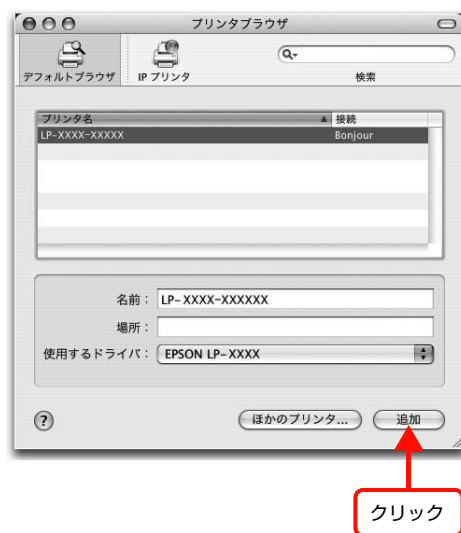 プリンタブラウザ
デフォルトブラウザ
IP プリンタ
検索
プリンタ名
接続
LP-XXXX-XXXXX
Bonjour
名前：
LP-XXXX-XXXXXX
場所：
使用するドライバ：
EPSON LP-XXXX
?
ほかのプリンタ...
追加
クリック